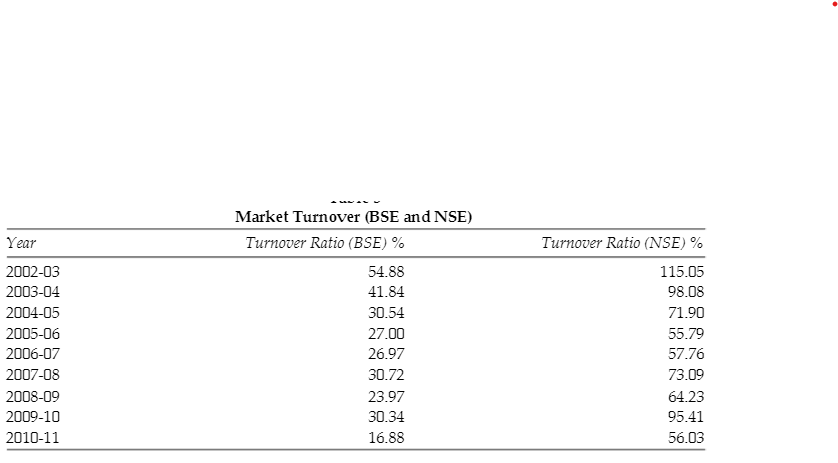 Market Turnover (BSE and NSE)
Year Turnover Ratio (BSE) % Turnover Ratio (NSE) %
2002-03 54.88 115.05
2003-04 41.84 98.08
2004-05 30.54 71.90
2005-06 27.00 55.79
2006-07 26.97 57.76
2007-08 30.72 73.09
2008-09 23.97 64.23
2009-10 30.34 95.41
2010-11 16.88 56.03